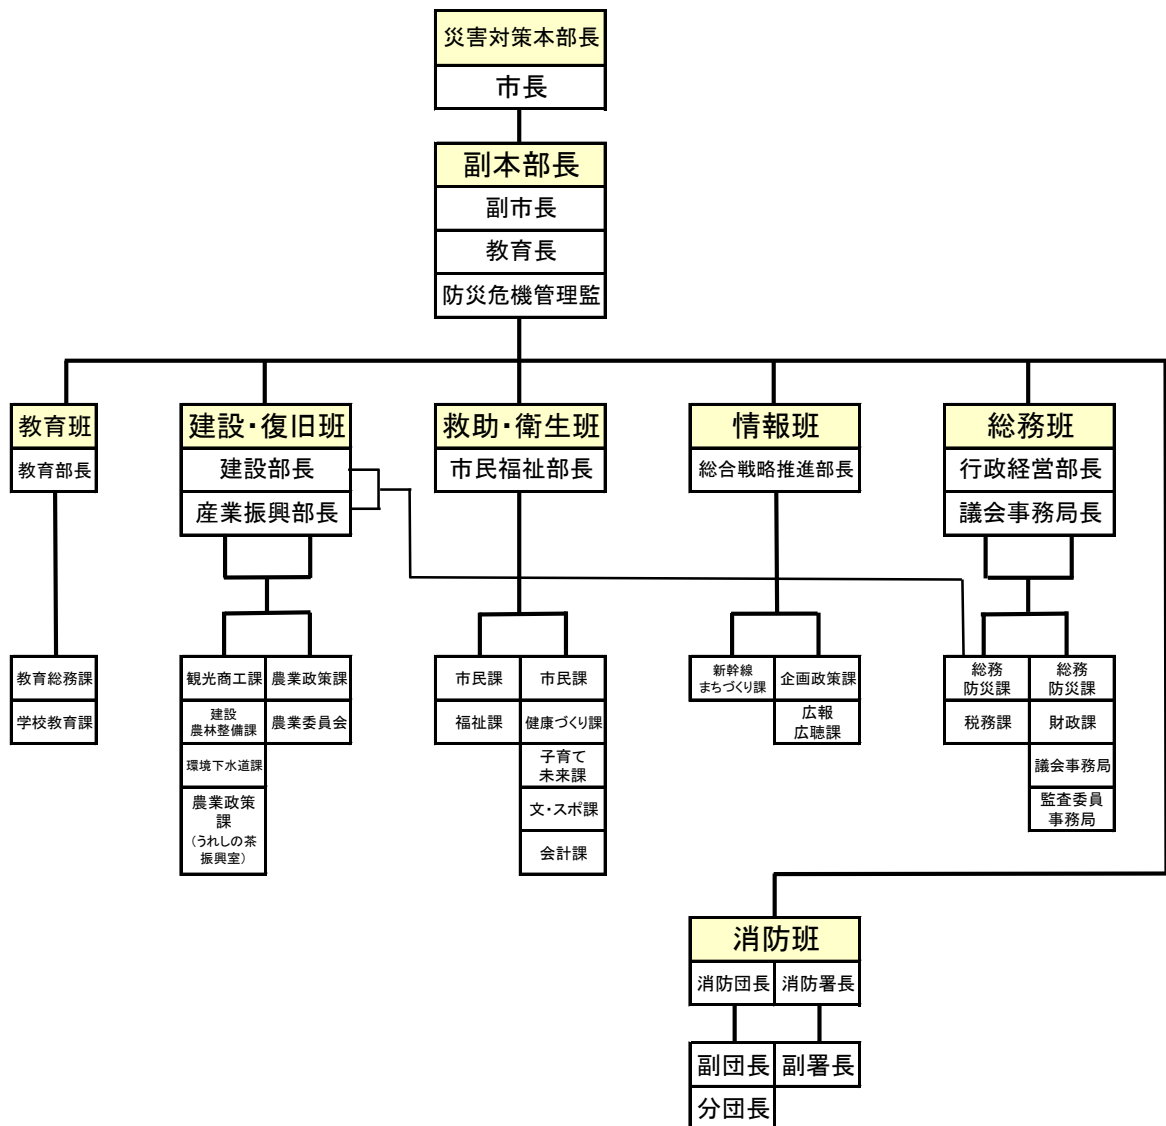 災害対策本部長
市長
副本部長
副市長
教育長
防災危機管理監
教育班
教育部長
教育総務課
学校教育課
建設・復旧班
建設部長
産業振興部長
観光商工課
建設
農林整備課
環境下水道課
農業政策
課
（うれしの茶
振興室）
農業政策課
農業委員会
救助・衛生班
市民福祉部長
市民課
福祉課
市民課
健康づくり課
子育て
未来課
文・スポ課
会計課
情報班
総合戦略推進部長
新幹線
まちづくり課
企画政策課
広報
広聴課
総務班
行政経営部長
議会事務局長
総務
防災課
税務課
総務
防災課
財政課
議会事務局
監査委員
事務局
消防班
消防団長
消防署長
副団長
分団長
副署長